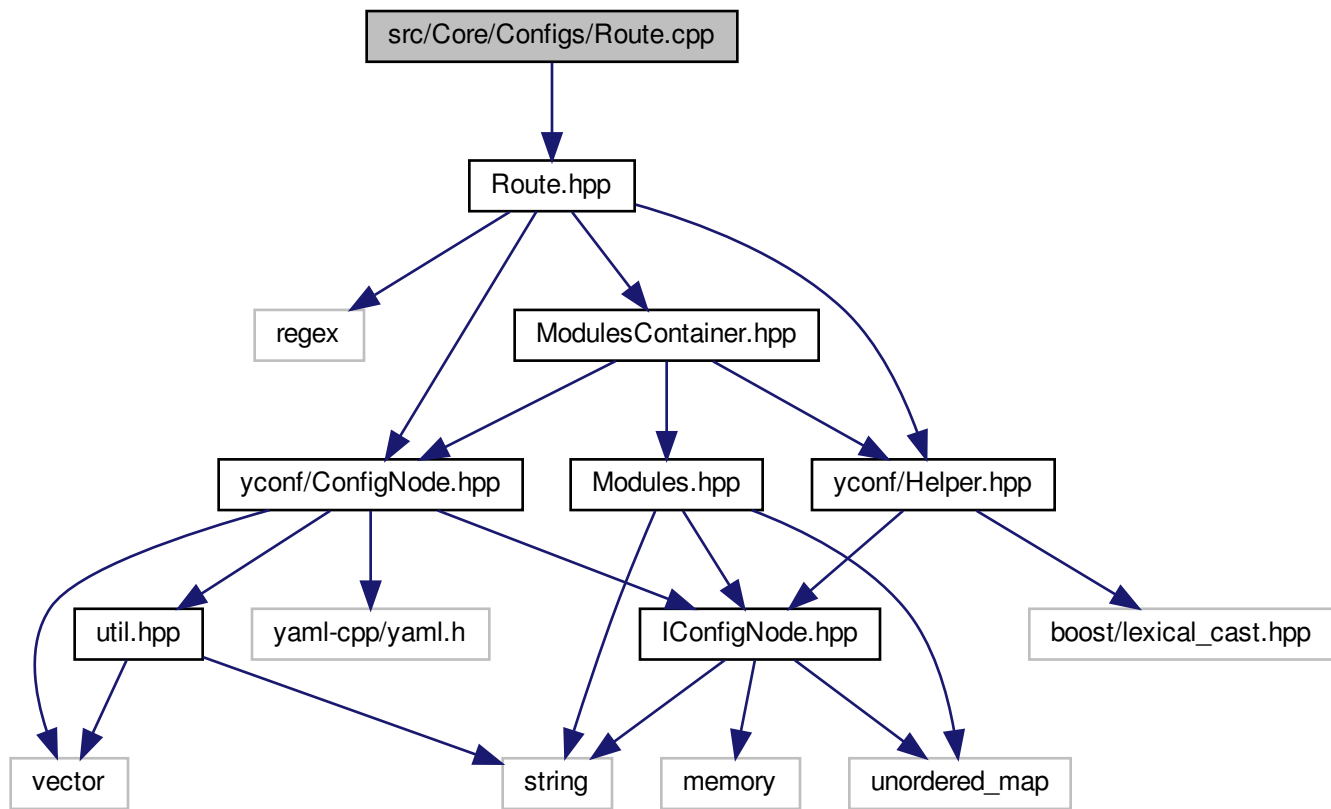 src/Core/Configs/Route.cpp
Route.hpp
regex
ModulesContainer.hpp
yconf/ConfigNode.hpp
Modules.hpp
yconf/Helper.hpp
util.hpp
yaml-cpp/yaml.h
IConfigNode.hpp
boost/lexical_cast.hpp
vector
string
memory
unordered_map